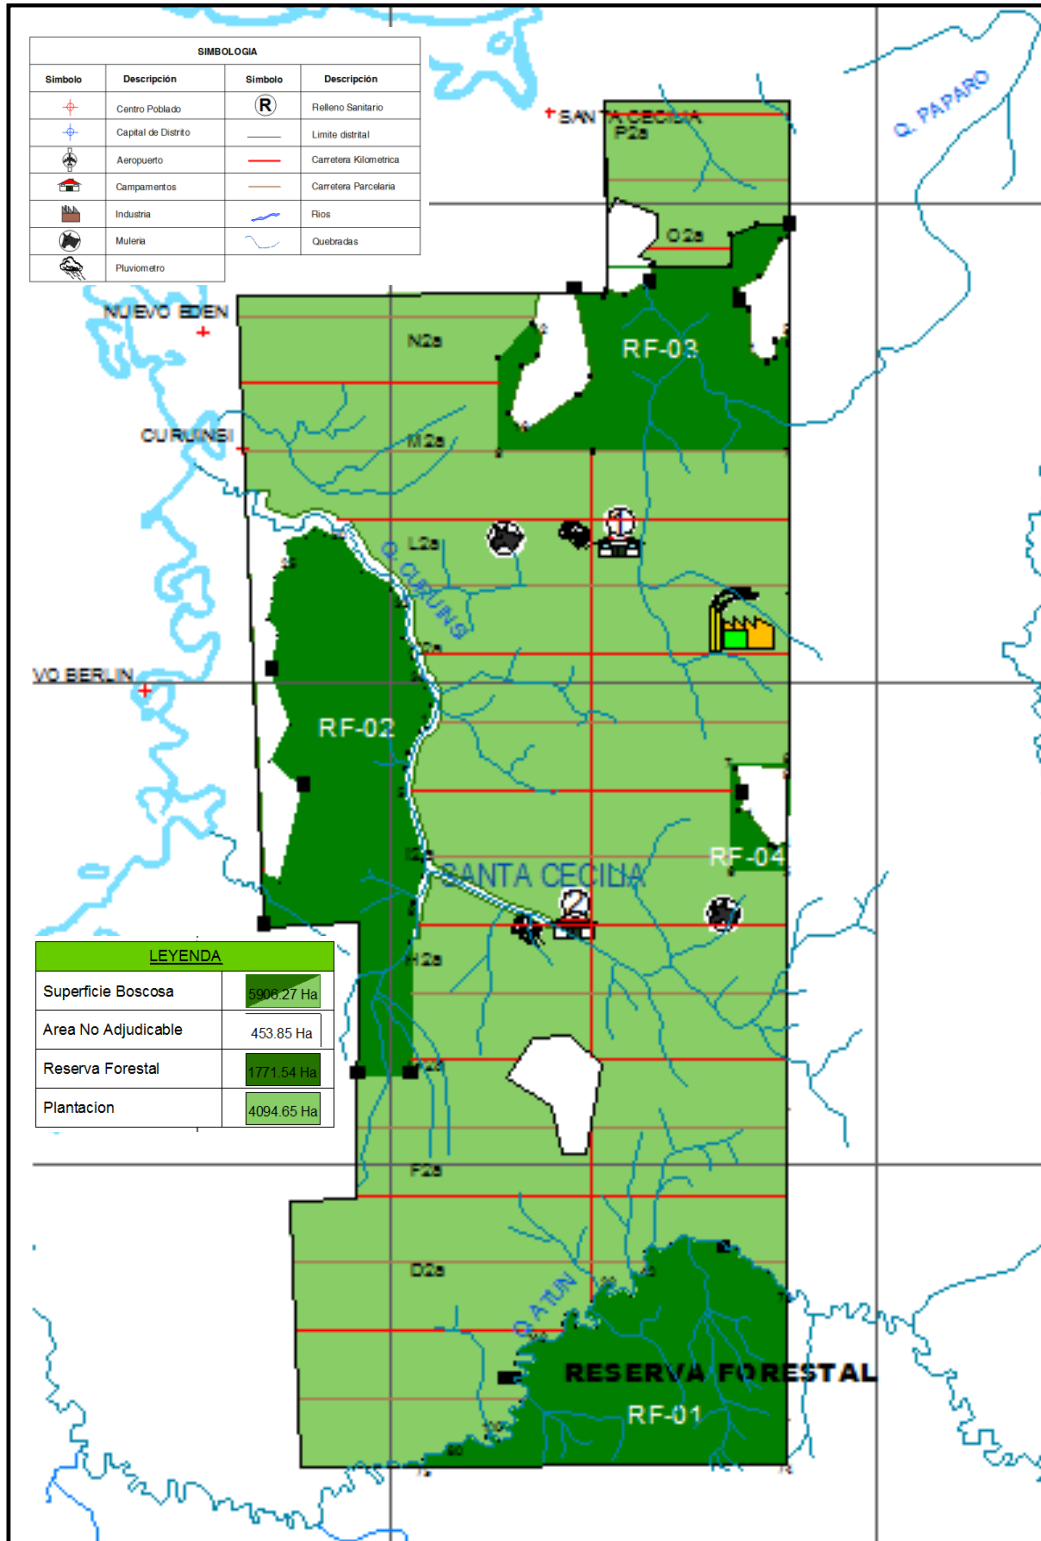 SIMBOLOGIA
Simbolo Descripción Simbolo Descripción
Centro Poblado R Relleno Sanitario
Capital de Distrito Limite distrital
Aeropuerto Carretera Kilometrica
Campamentos Carretera Parcelaria
Industria Rios
Muleria Quebradas
Pluviometro
SANTA CECILIA
P2a
Q. PAPARO
O2a
NUEVO EDEN
N2a
RF-03
CURUINSI
M2a
1
L2a
Q. CURUINSI
VO BERLIN
RF-02
RF-04
I2a
SANTA CECILIA
2
H2a
LEYENDA
Superficie Boscosa 5906.27 Ha
Area No Adjudicable 453.85 Ha
Reserva Forestal 1771.54 Ha
Plantacion 4094.65 Ha
F2a
D2a
Q. ATUN
RESERVA FORESTAL
RF-01